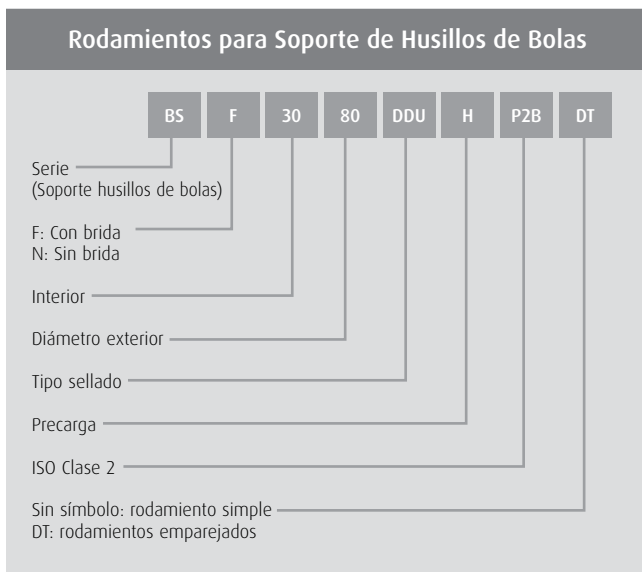 Rodamientos para Soporte de Husillos de Bolas
BS F 30 80 DDU H P2B DT
Serie
(Soporte husillos de bolas)
F: Con brida
N: Sin brida
Interior
Diámetro exterior
Tipo sellado
Precarga
ISO Clase 2
Sin símbolo: rodamiento simple
DT: rodamientos emparejados